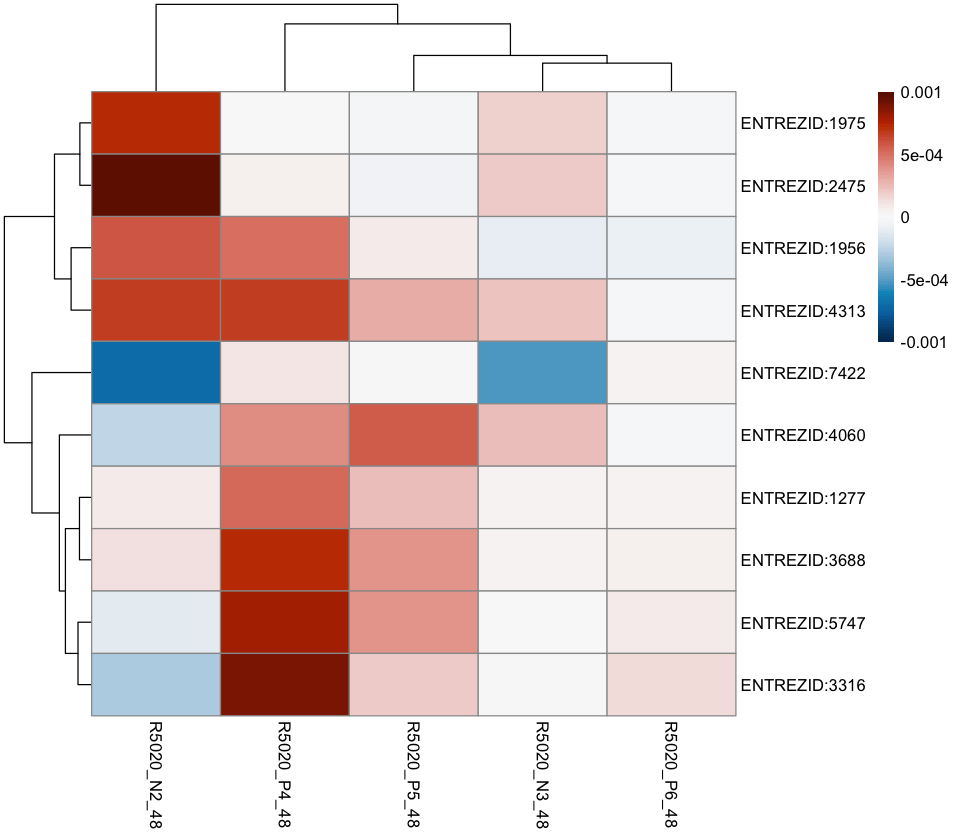 0.001
5e-04
0
-5e-04
-0.001
ENTREZID:1975
ENTREZID:2475
ENTREZID:1956
ENTREZID:4313
ENTREZID:7422
ENTREZID:4060
ENTREZID:1277
ENTREZID:3688
ENTREZID:5747
ENTREZID:3316
R5020_N2_48
R5020_P4_48
R5020_P5_48
R5020_N3_48
R5020_P6_48